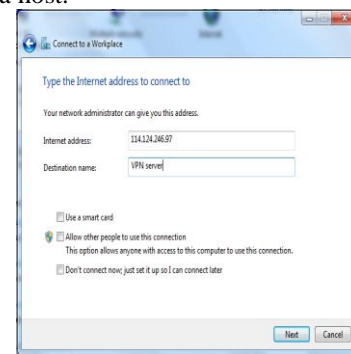 a host.
Connect to a Workplace
Type the Internet address to connect to
Your network administrator can give you this address.
Internet address: 114.124.246.97
Destination name: VPN server
Use a smart card
Allow other people to use this connection
This option allows anyone with access to this computer to use this connection.
Don't connect now; just set it up so I can connect later
Next Cancel